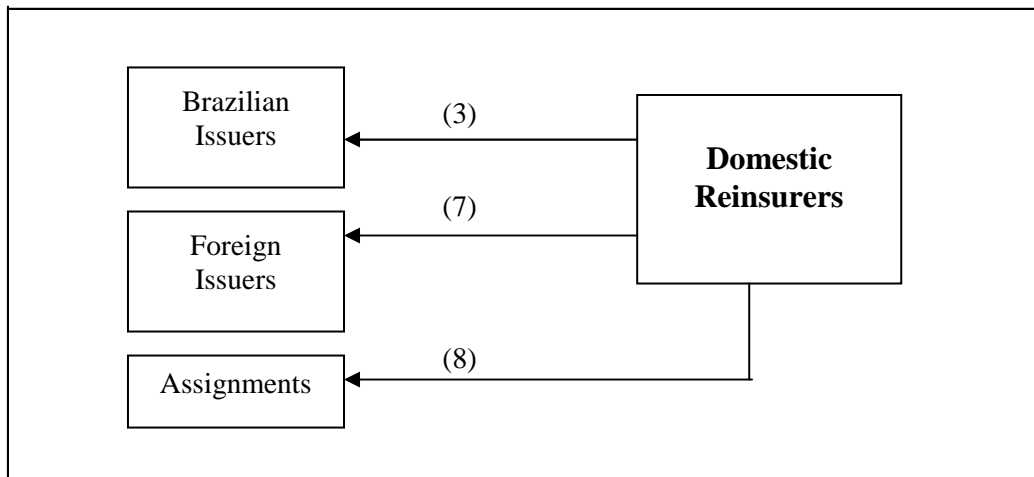 Brazilian
Issuers
(3)
Domestic
Reinsurers
Foreign
Issuers
(7)
Assignments
(8)